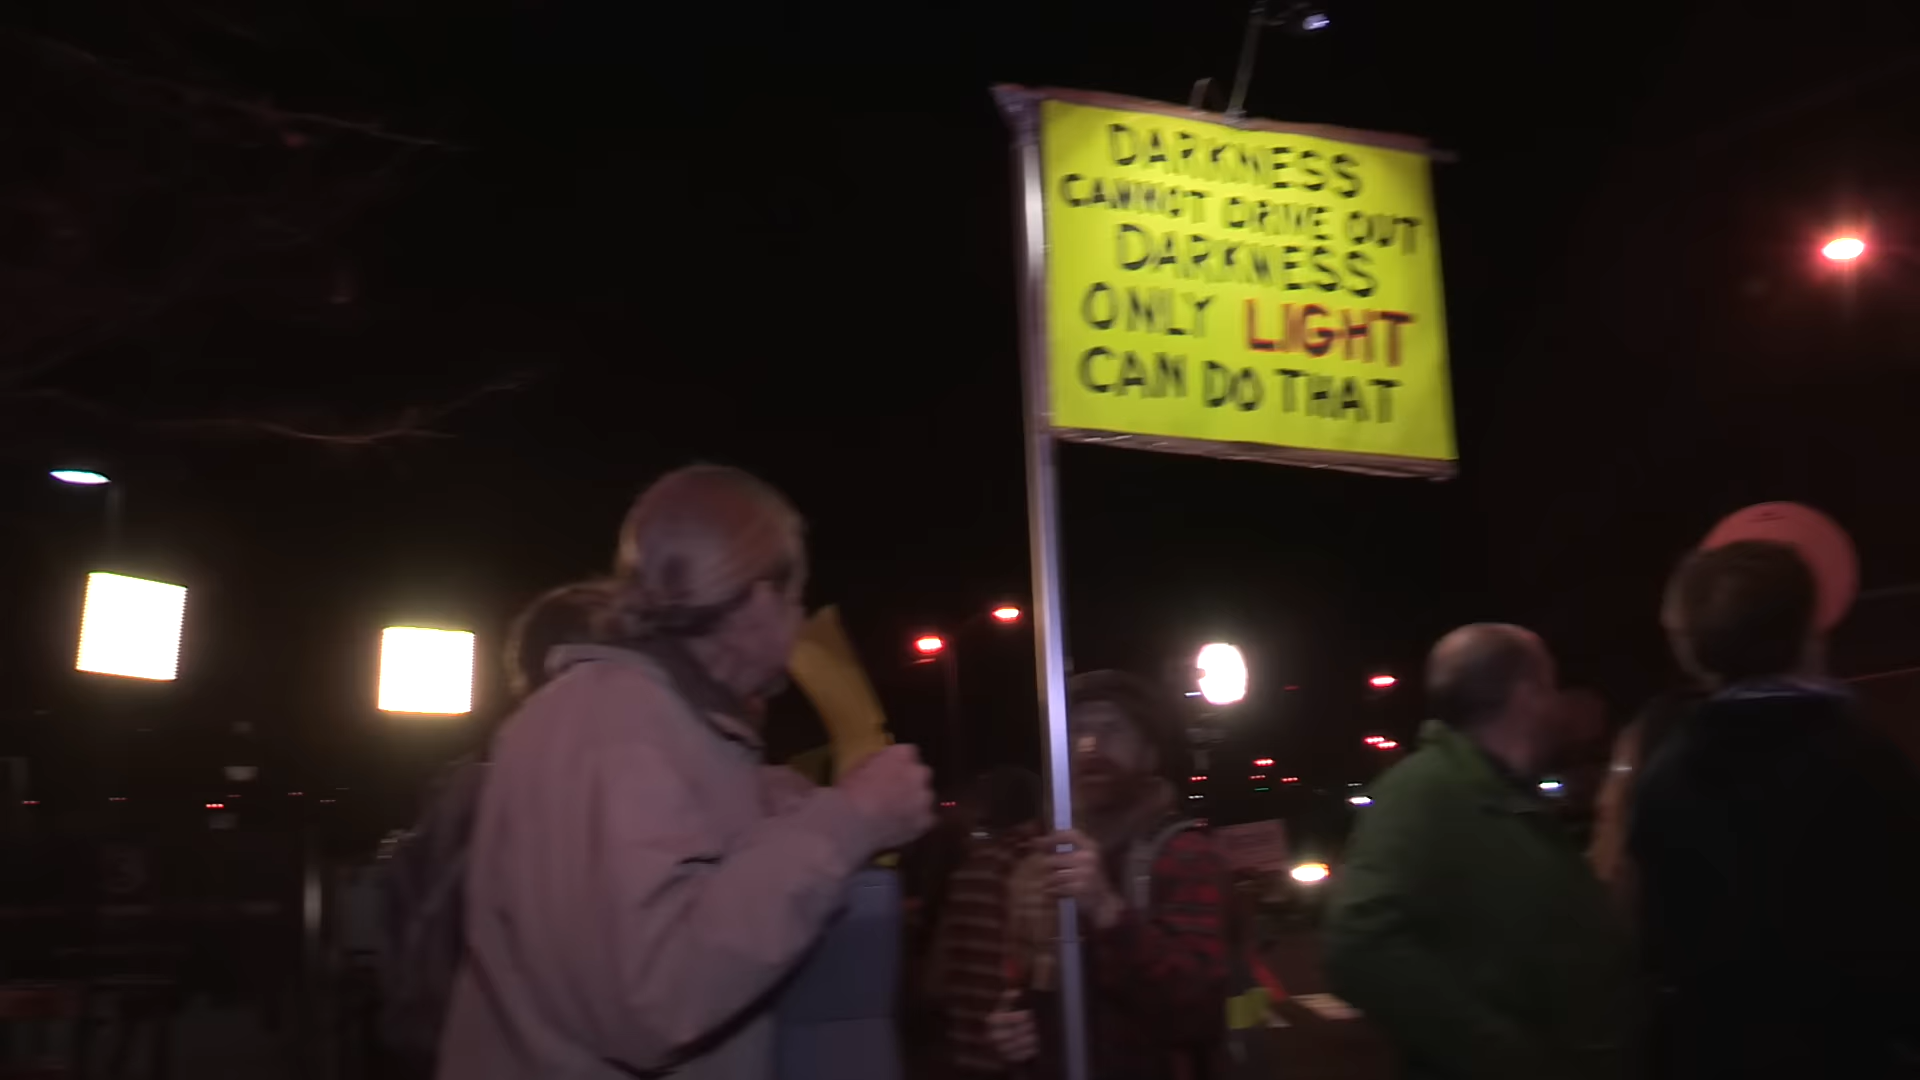 DARKNESS
CANNOT DRIVE OUT
DARKNESS
ONLY LIGHT
CAN DO THAT